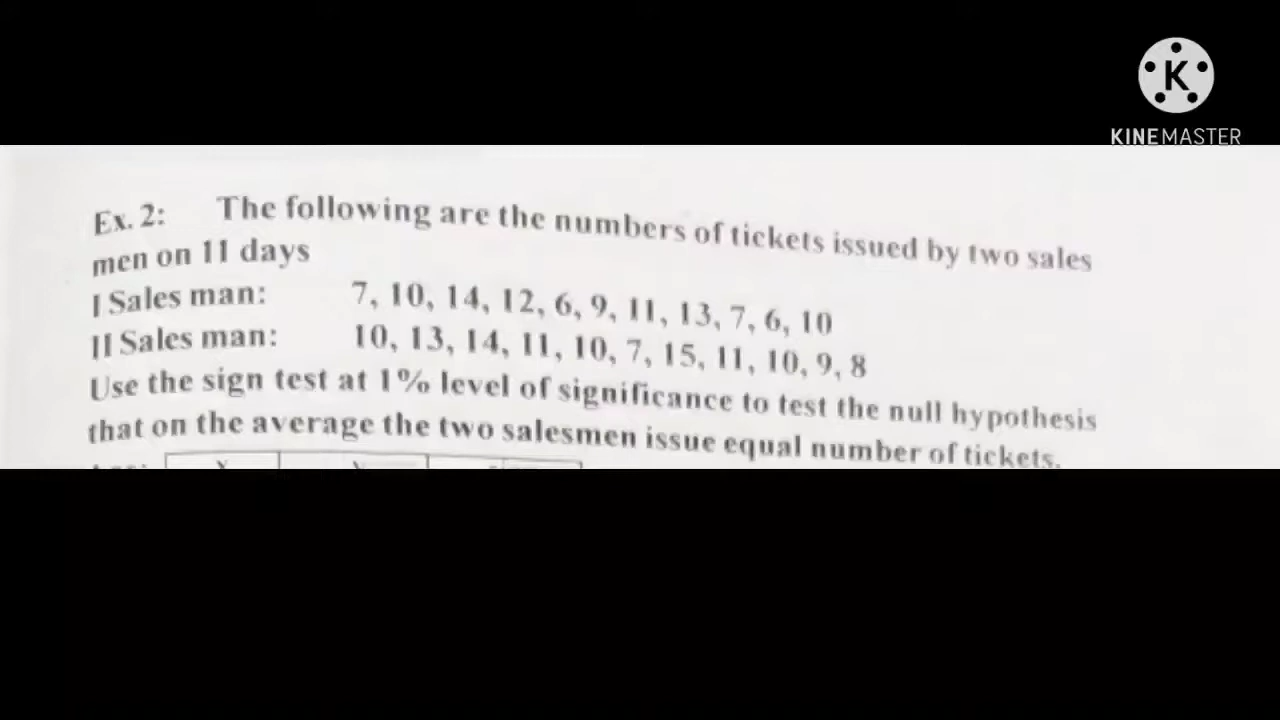 K
KINEMASTER
Ex. 2: The following are the numbers of tickets issued by two sales
men on 11 days
I Sales man: 7, 10, 14, 12, 6, 9, 11, 13, 7, 6, 10
II Sales man: 10, 13, 14, 11, 10, 7, 15, 11, 10, 9, 8
Use the sign test at 1% level of significance to test the null hypothesis
that on the average the two salesmen issue equal number of tickets.